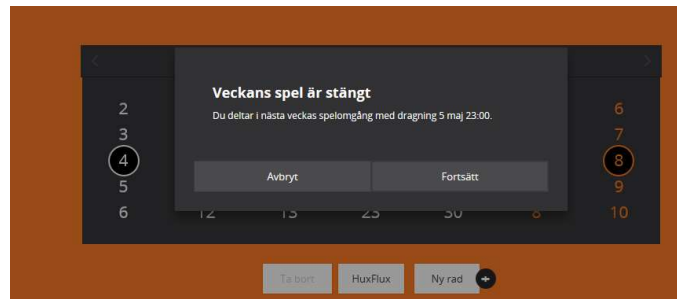 Veckans spel är stängt
Du deltar i nästa veckas spelomgång med dragning 5 maj 23:00.
2 6
3 7
4 8
5 9
Avbryt Fortsätt
6 12 13 23 30 8 10
Ta bort HuxFlux Ny rad +